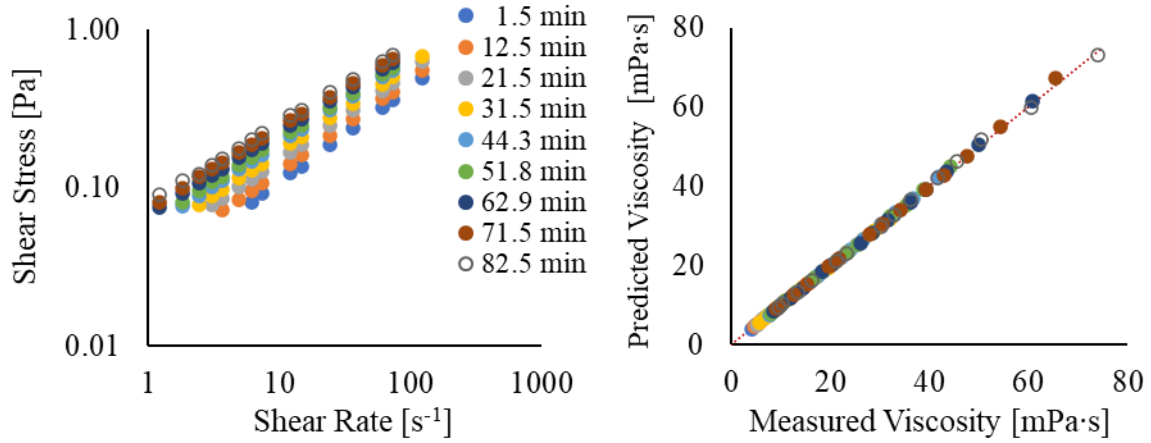 Shear Stress [Pa]
1.00
0.10
0.01
1 10 100 1000
Shear Rate [s⁻¹]
1.5 min
12.5 min
21.5 min
31.5 min
44.3 min
51.8 min
62.9 min
71.5 min
82.5 min
Predicted Viscosity [mPa·s]
80
60
40
20
0
0 20 40 60 80
Measured Viscosity [mPa·s]